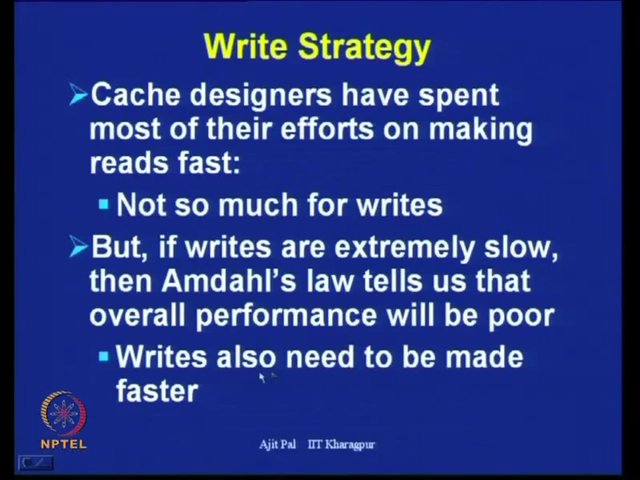 Write Strategy
Cache designers have spent
most of their efforts on making
reads fast:
Not so much for writes
But, if writes are extremely slow,
then Amdahl's law tells us that
overall performance will be poor
Writes also need to be made
faster
NPTEL
Ajit Pal IIT Kharagpur